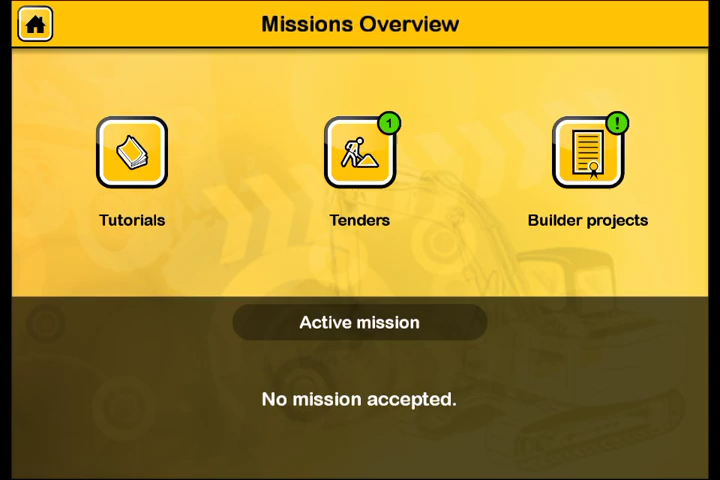 Missions Overview
1
!
Tutorials
Tenders
Builder projects
Active mission
No mission accepted.